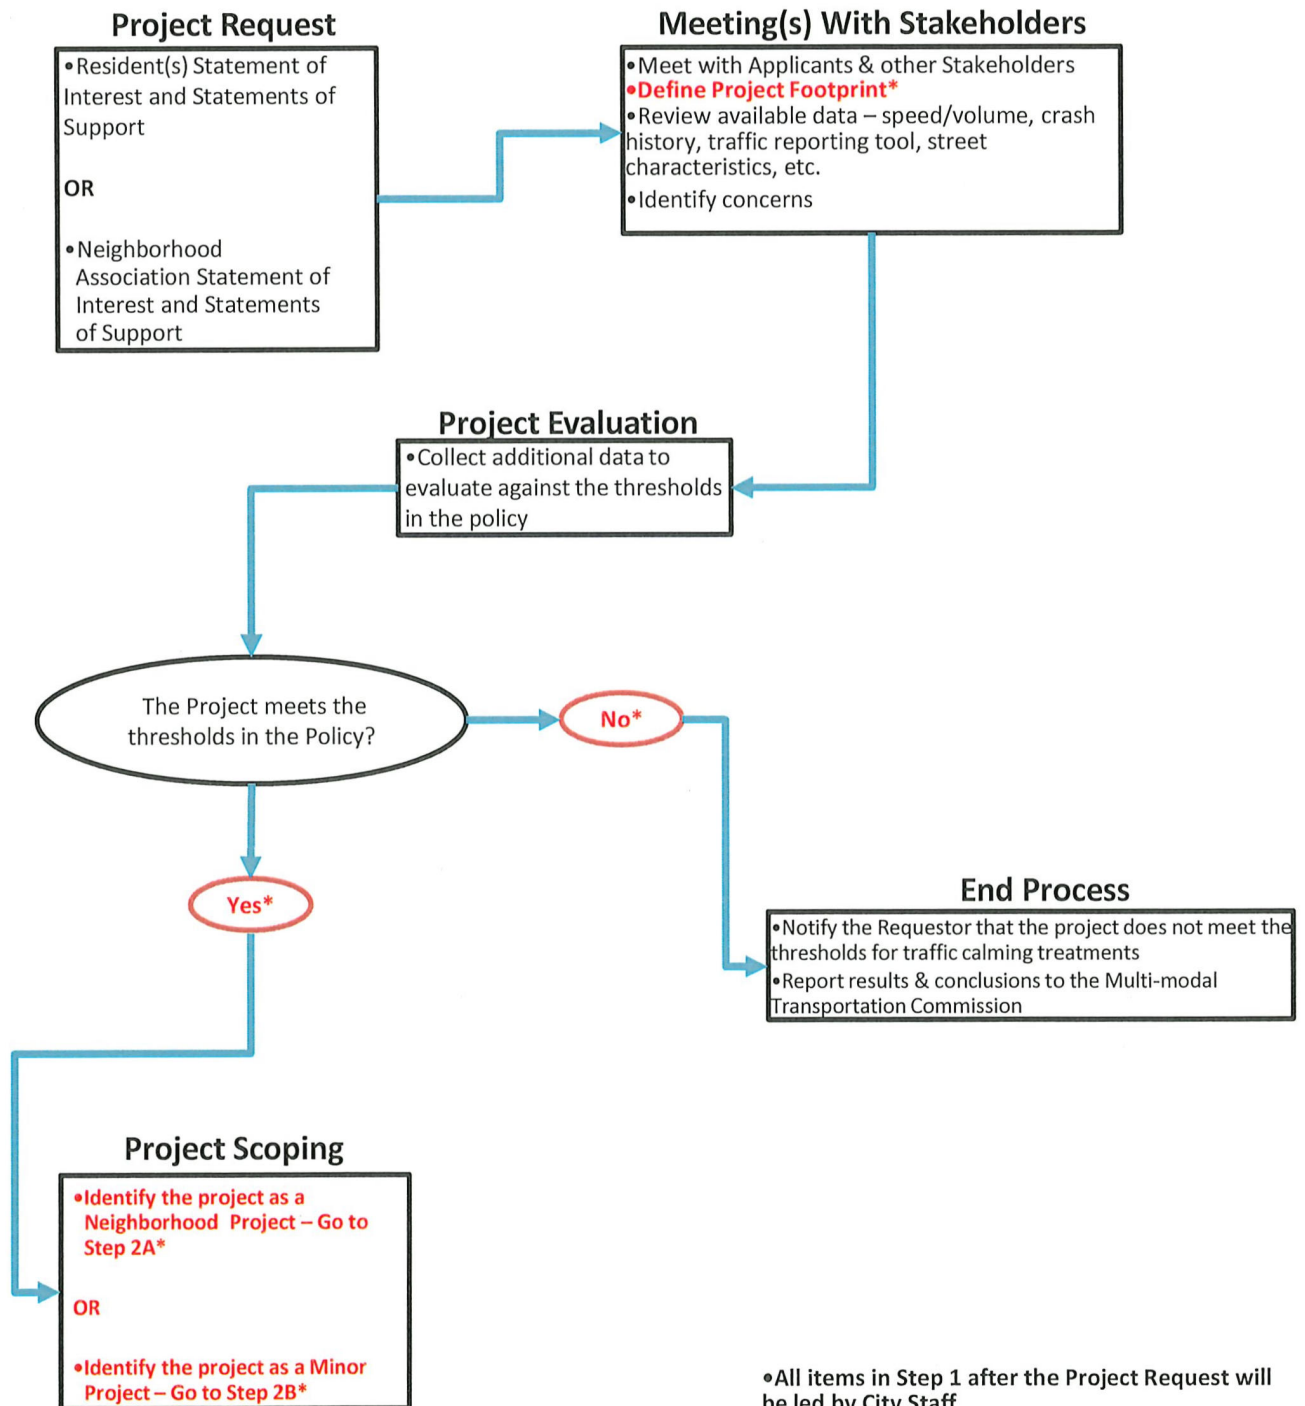 Project Request
•Resident(s) Statement of
Interest and Statements of
Support
OR
•Neighborhood
Association Statement of
Interest and Statements
of Support
Meeting(s) With Stakeholders
•Meet with Applicants & other Stakeholders
•Define Project Footprint*
•Review available data – speed/volume, crash
history, traffic reporting tool, street
characteristics, etc.
•Identify concerns
Project Evaluation
•Collect additional data to
evaluate against the thresholds
in the policy
The Project meets the
thresholds in the Policy?
No*
Yes*
End Process
•Notify the Requestor that the project does not meet the
thresholds for traffic calming treatments
•Report results & conclusions to the Multi-modal
Transportation Commission
Project Scoping
•Identify the project as a
Neighborhood Project – Go to
Step 2A*
OR
•Identify the project as a Minor
Project – Go to Step 2B*
•All items in Step 1 after the Project Request will
be led by City Staff